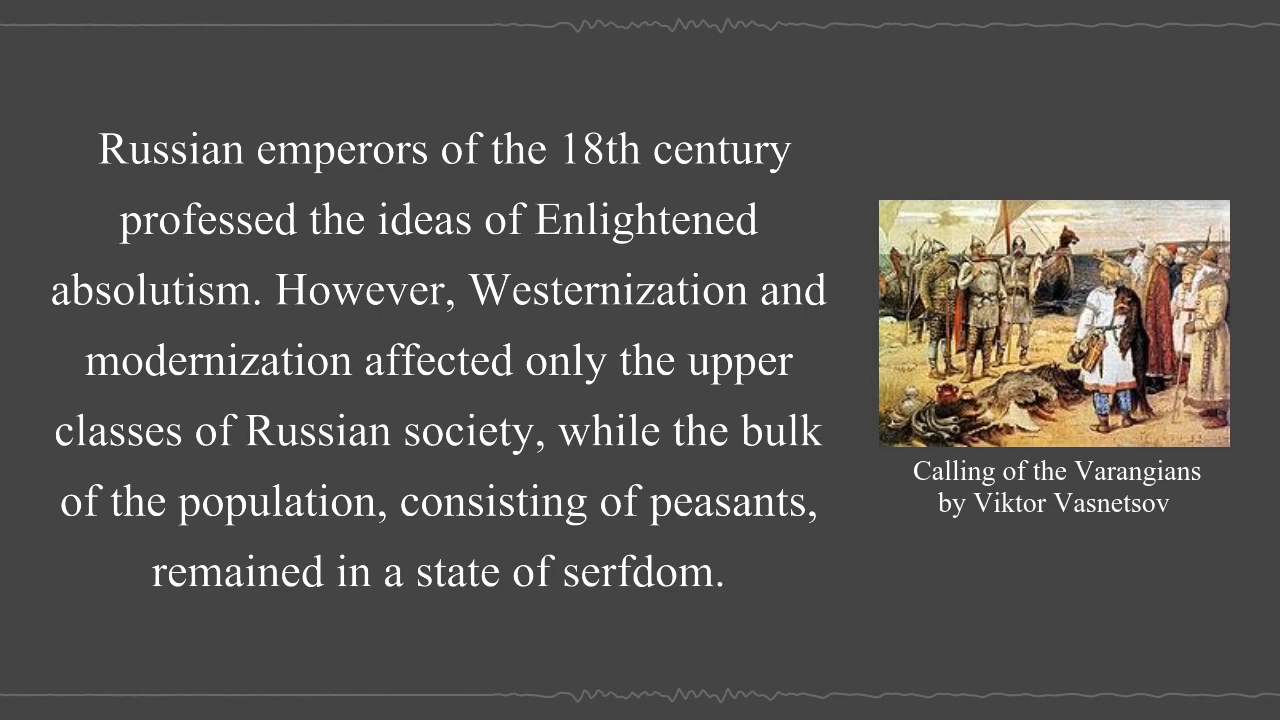 Russian emperors of the 18th century
professed the ideas of Enlightened
absolutism. However, Westernization and
modernization affected only the upper
classes of Russian society, while the bulk
of the population, consisting of peasants,
remained in a state of serfdom.
Calling of the Varangians
by Viktor Vasnetsov